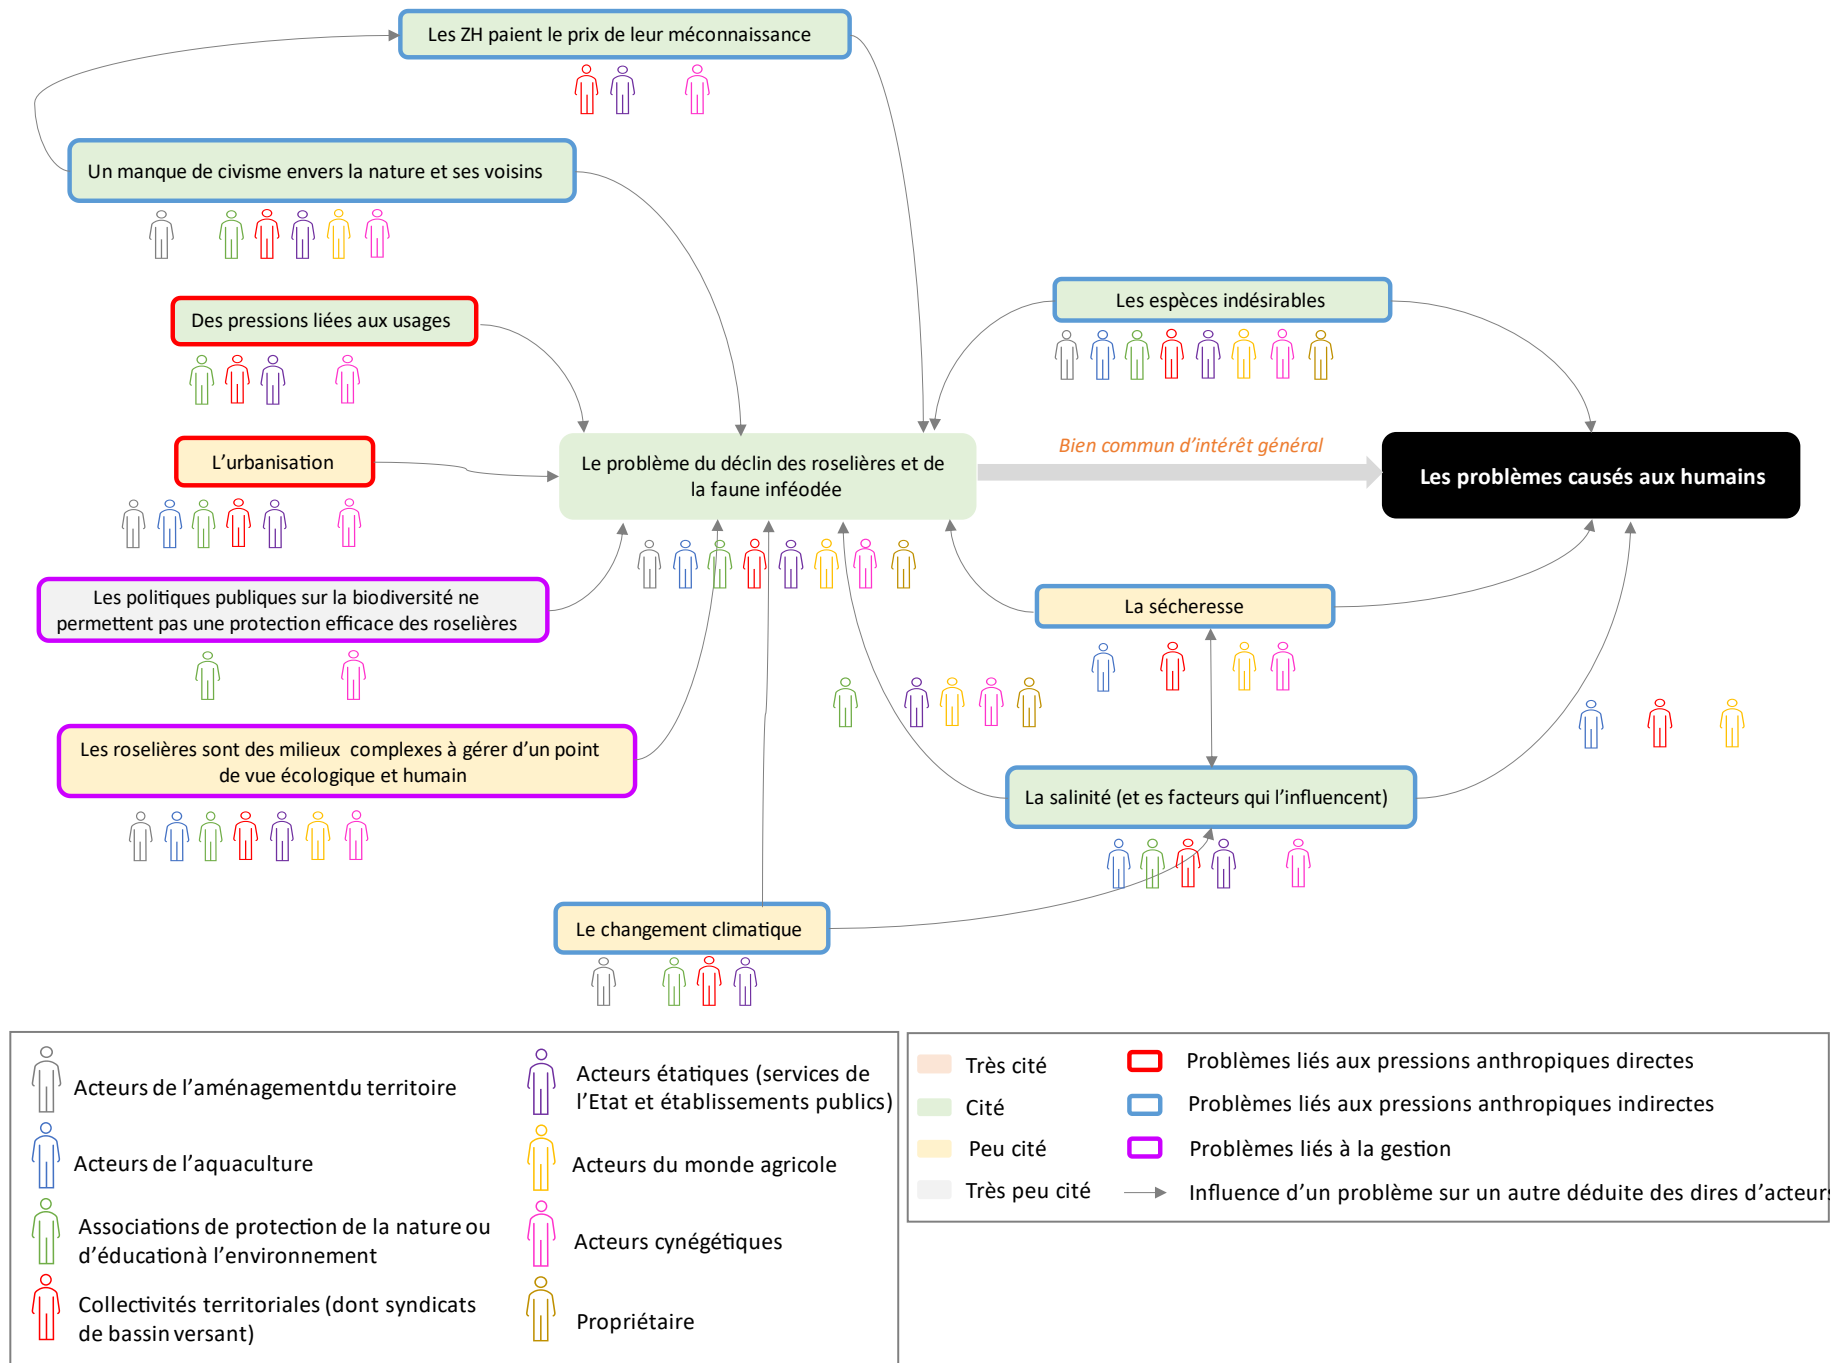 Les ZH paient le prix de leur méconnaissance
Un manque de civisme envers la nature et ses voisins
Des pressions liées aux usages
Les espèces indésirables
L’urbanisation
Le problème du déclin des roselières et de
la faune inféodée
Bien commun d’intérêt général
Les problèmes causés aux humains
Les politiques publiques sur la biodiversité ne
permettent pas une protection efficace des roselières
La sécheresse
Les roselières sont des milieux complexes à gérer d’un point
de vue écologique et humain
La salinité (et es facteurs qui l’influencent)
Le changement climatique
Acteurs de l’aménagement du territoire
Acteurs de l’aquaculture
Associations de protection de la nature ou
d’éducation à l’environnement
Collectivités territoriales (dont syndicats
de bassin versant)
Acteurs étatiques (services de
l’Etat et établissements publics)
Acteurs du monde agricole
Acteurs cynégétiques
Propriétaire
Très cité
Cité
Peu cité
Très peu cité
Problèmes liés aux pressions anthropiques directes
Problèmes liés aux pressions anthropiques indirectes
Problèmes liés à la gestion
Influence d’un problème sur un autre déduite des dires d’acteurs